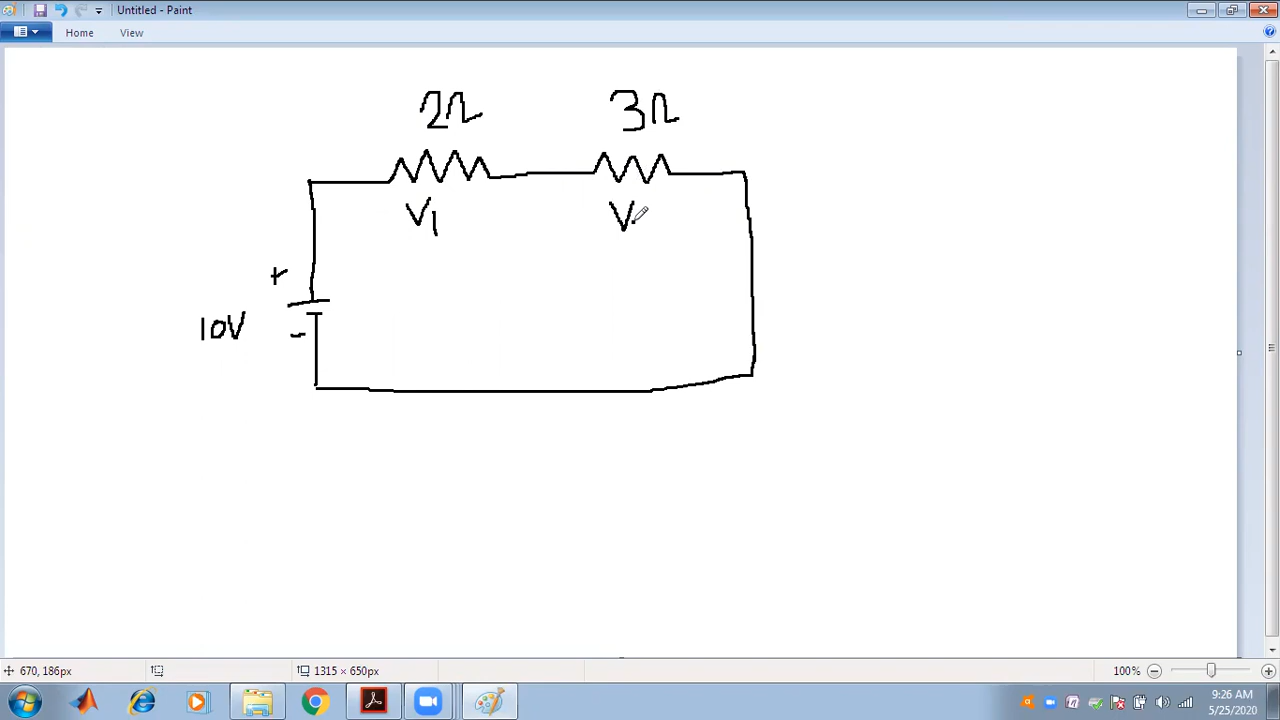 Untitled - Paint
Home View
2Ω 3Ω
V1 V
+
10V -
670, 186px 1315 × 650px 100%
9:26 AM
5/25/2020